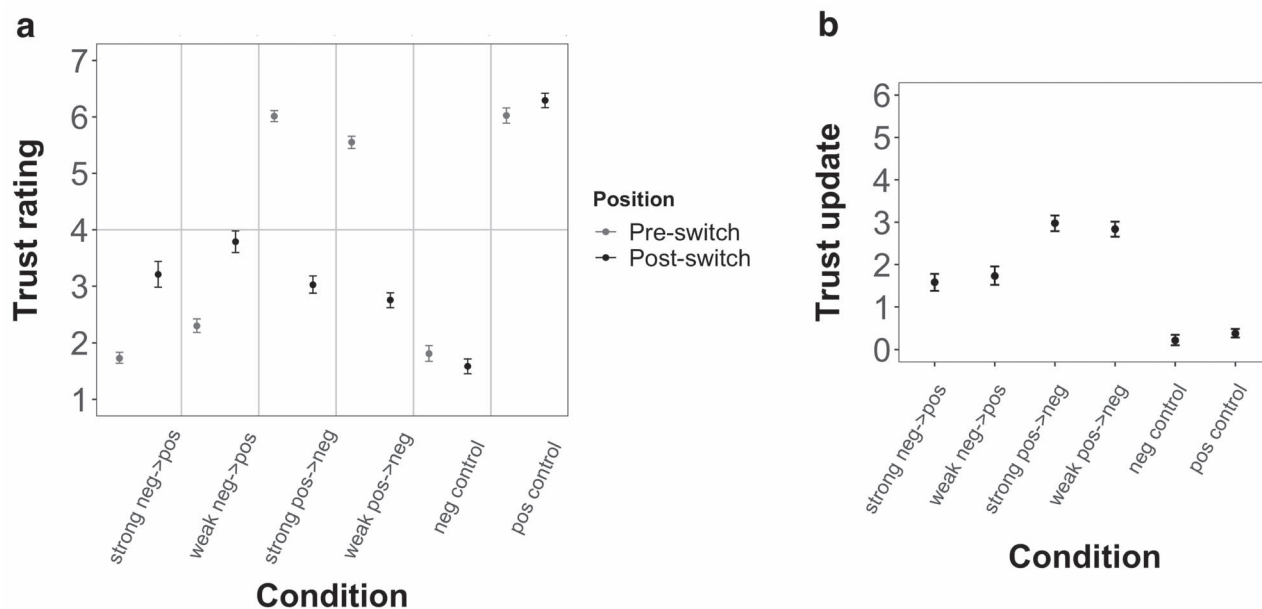 a
Trust rating
7
6
5
4
3
2
1
strong neg->pos
weak neg->pos
strong pos->neg
weak pos->neg
neg control
pos control
Condition
Position
Pre-switch
Post-switch
b
Trust update
6
5
4
3
2
1
0
strong neg->pos
weak neg->pos
strong pos->neg
weak pos->neg
neg control
pos control
Condition